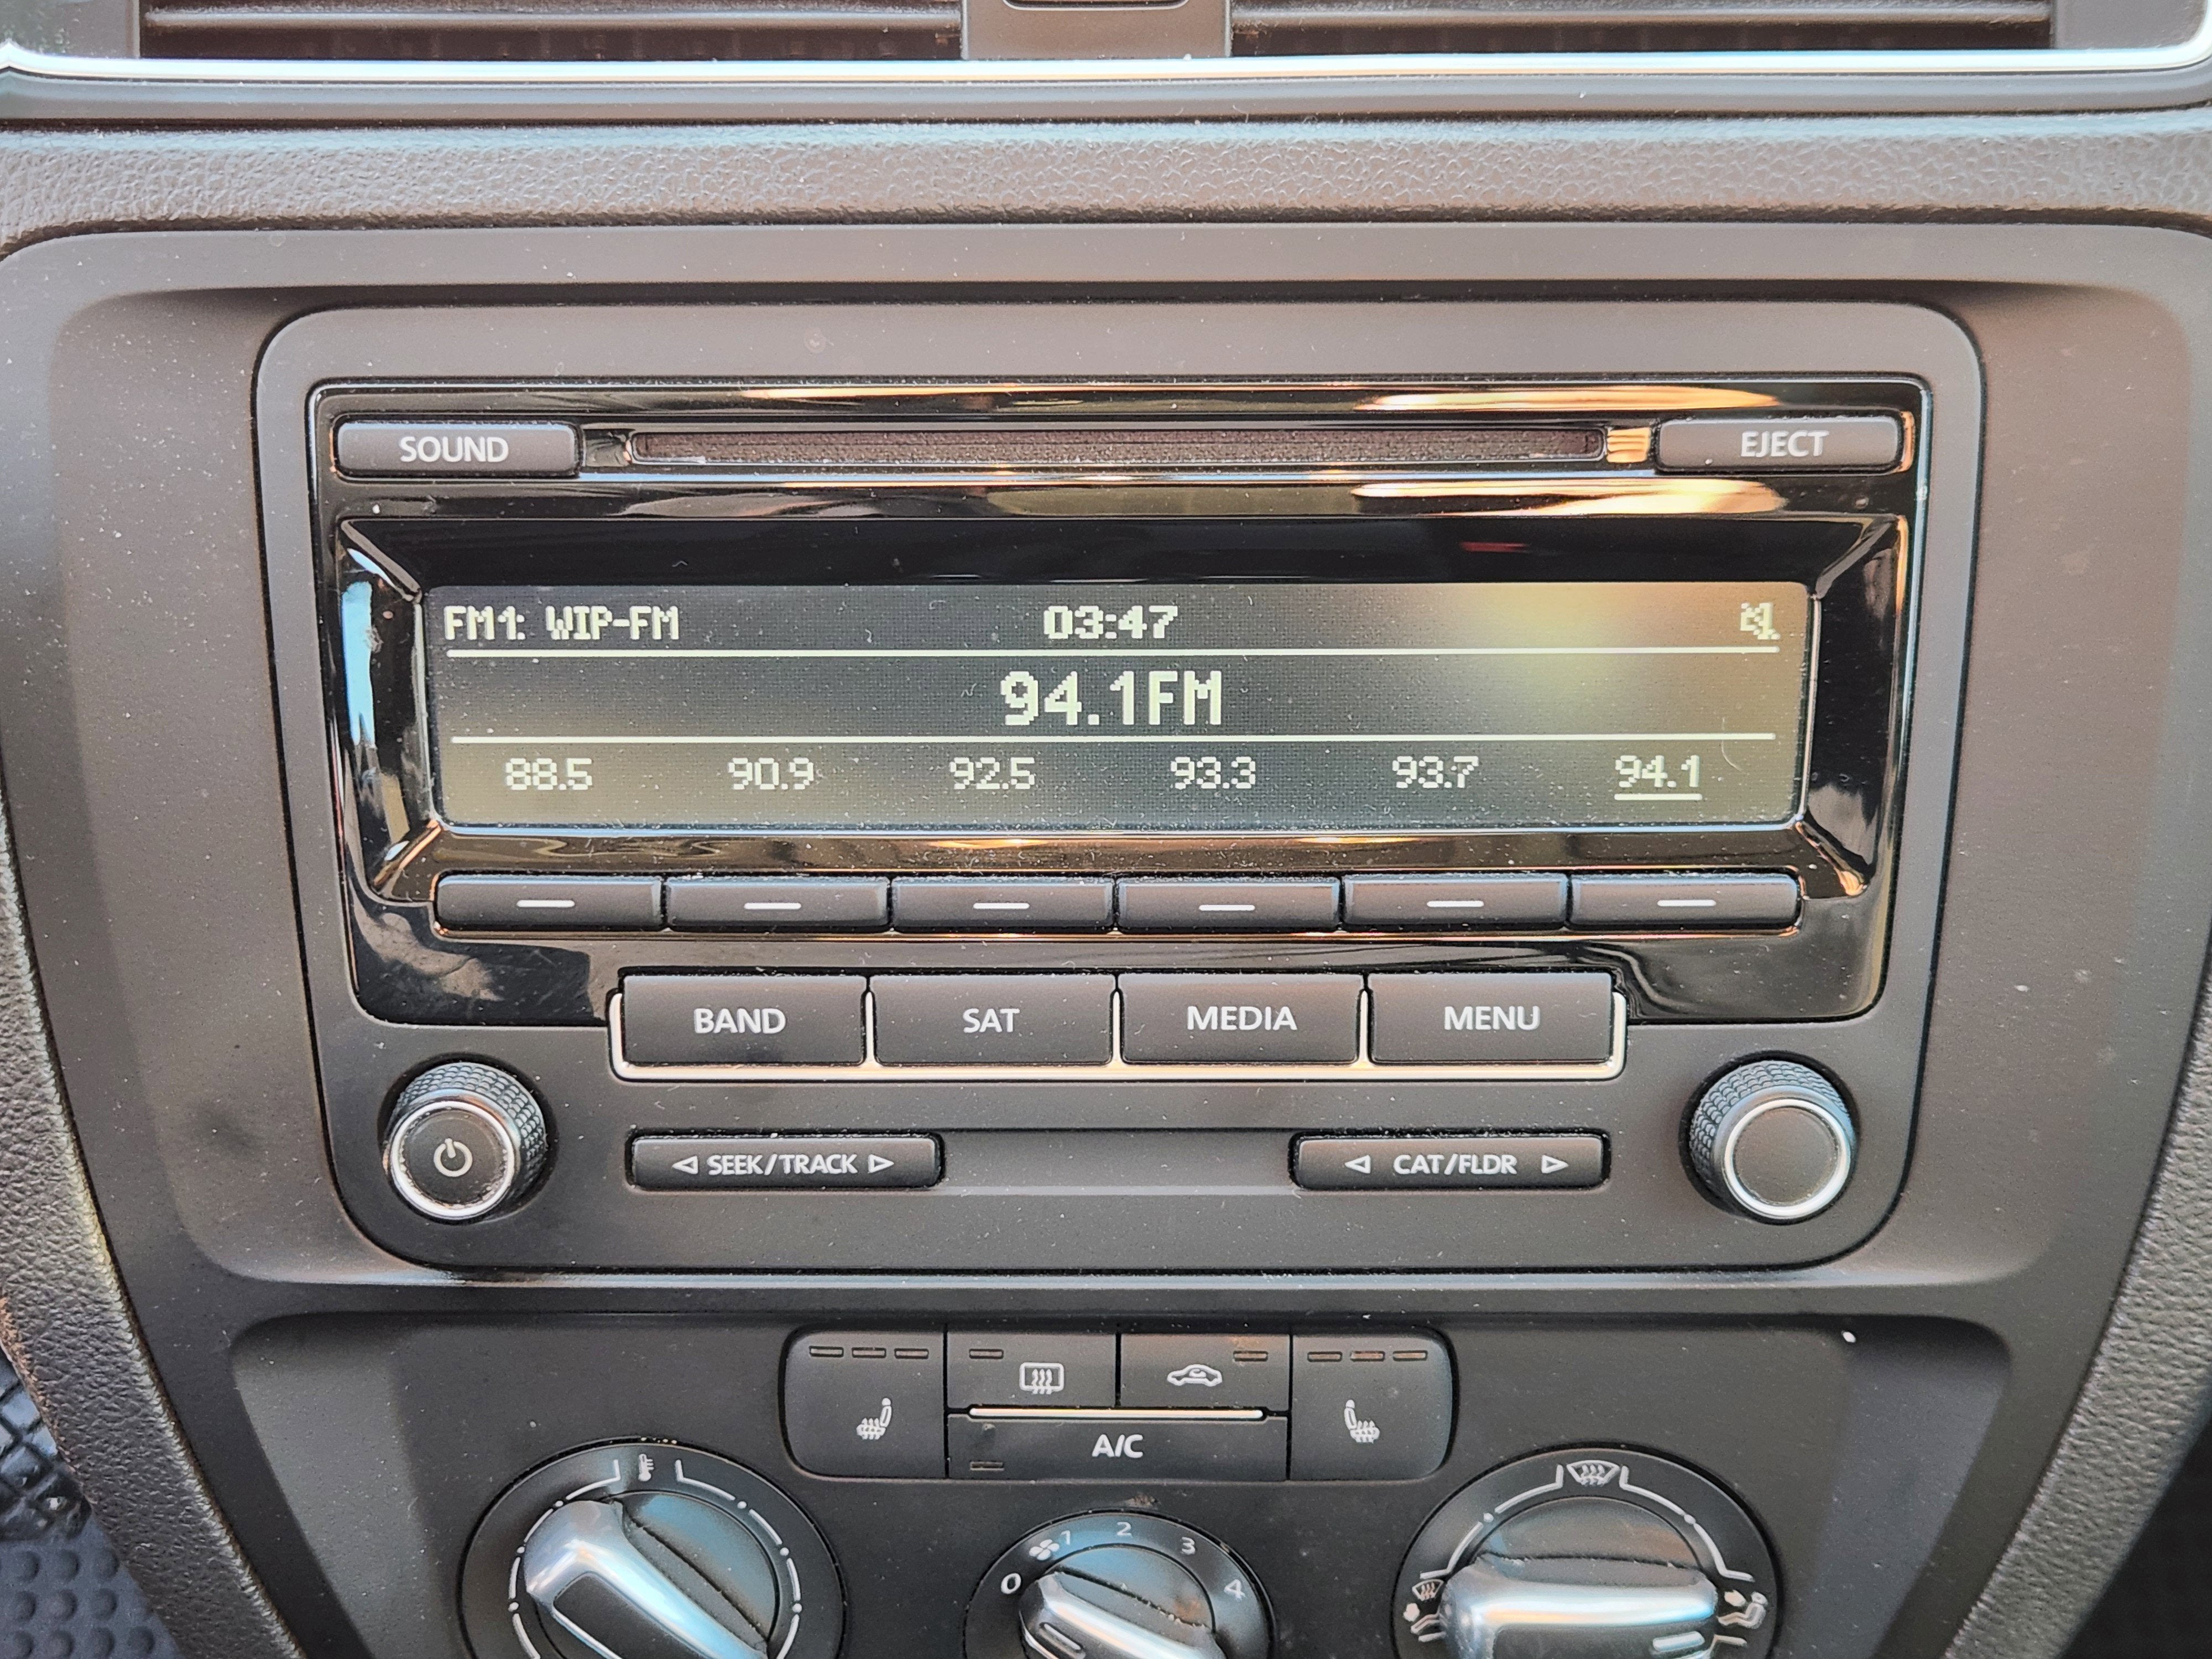 SOUND EJECT
FM1: WIP-FM 03:47
94.1FM
88.5 90.9 92.5 93.3 93.7 94.1
BAND SAT MEDIA MENU
SEEK/TRACK CAT/FLDR
A/C
0 1 2 3 4